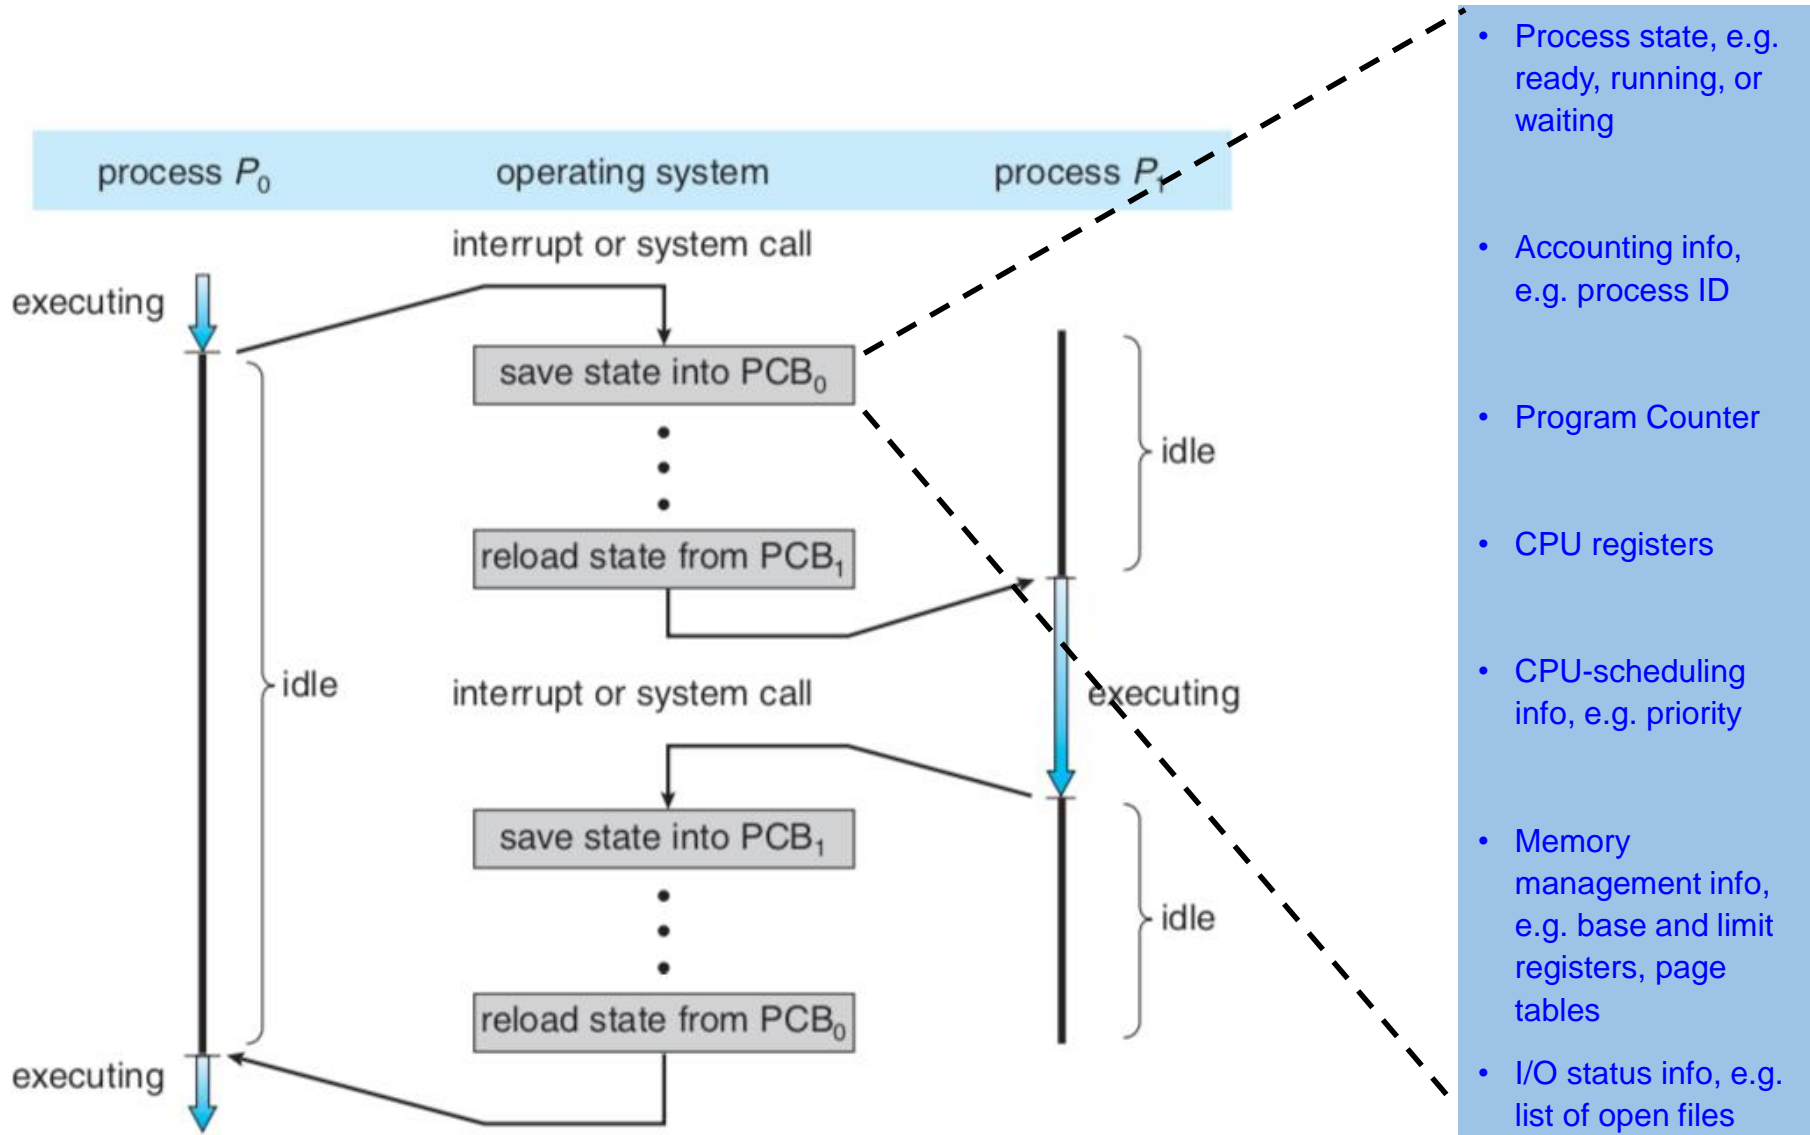 process P0
operating system
process P1
interrupt or system call
executing
save state into PCB0
idle
reload state from PCB1
idle
interrupt or system call
executing
save state into PCB1
idle
reload state from PCB0
executing
• Process state, e.g.
ready, running, or
waiting
• Accounting info,
e.g. process ID
• Program Counter
• CPU registers
• CPU-scheduling
info, e.g. priority
• Memory
management info,
e.g. base and limit
registers, page
tables
• I/O status info, e.g.
list of open files